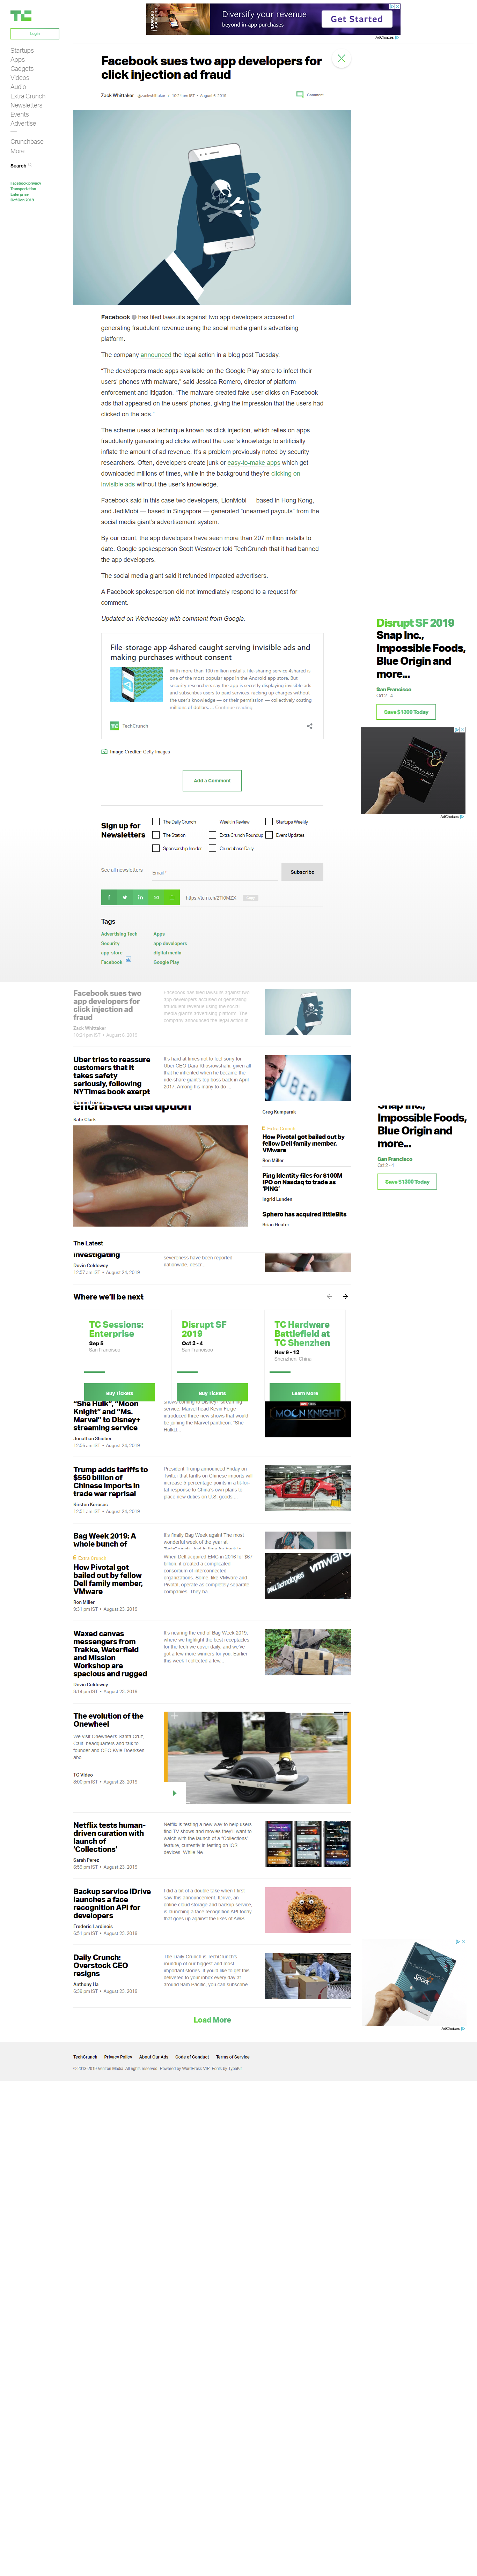 Diversify your revenue
beyond in-app purchases
Get Started
AdChoices
Login
Startups
Apps
Gadgets
Videos
Audio
Extra Crunch
Newsletters
Events
Advertise
—
Crunchbase
More
Search
Facebook privacy
Transportation
Enterprise
Def Con 2019
Facebook sues two app developers for
click injection ad fraud
Zack Whittaker @zackwhittaker / 10:24 pm IST • August 6, 2019
Comment
Facebook has filed lawsuits against two app developers accused of
generating fraudulent revenue using the social media giant's advertising
platform.
The company announced the legal action in a blog post Tuesday.
“The developers made apps available on the Google Play store to infect their
users' phones with malware,” said Jessica Romero, director of platform
enforcement and litigation. “The malware created fake user clicks on Facebook
ads that appeared on the users' phones, giving the impression that the users had
clicked on the ads.”
The scheme uses a technique known as click injection, which relies on apps
fraudulently generating ad clicks without the user's knowledge to artificially
inflate the amount of ad revenue. It's a problem previously noted by security
researchers. Often, developers create junk or easy-to-make apps which get
downloaded millions of times, while in the background they're clicking on
invisible ads without the user's knowledge.
Facebook said in this case two developers, LionMobi — based in Hong Kong,
and JediMobi — based in Singapore — generated “unearned payouts” from the
social media giant's advertisement system.
By our count, the app developers have seen more than 207 million installs to
date. Google spokesperson Scott Westover told TechCrunch that it had banned
the app developers.
The social media giant said it refunded impacted advertisers.
A Facebook spokesperson did not immediately respond to a request for
comment.
Updated on Wednesday with comment from Google.
File-storage app 4shared caught serving invisible ads and
making purchases without consent
With more than 100 million installs, file-sharing service 4shared is
one of the most popular apps in the Android app store. But
security researchers say the app is secretly displaying invisible ads
and subscribes users to paid services, racking up charges without
the user's knowledge — or their permission — collectively costing
millions of dollars. … Continue reading
TechCrunch
Image Credits: Getty Images
Add a Comment
Disrupt SF 2019
Snap Inc.,
Impossible Foods,
Blue Origin and
more...
San Francisco
Oct 2 - 4
Save $1300 Today
AdChoices
Sign up for
Newsletters
The Daily Crunch
Week in Review
Startups Weekly
The Station
Extra Crunch Roundup
Event Updates
Sponsorship Insider
Crunchbase Daily
See all newsletters
Email *
Subscribe
Tags
Advertising Tech
Apps
Security
app developers
app-store
digital media
Facebook
Google Play
Facebook sues two
app developers for
click injection ad
fraud
Zack Whittaker
10:24 pm IST • August 6, 2019
Facebook has filed lawsuits against two
app developers accused of generating
fraudulent revenue using the social
media giant's advertising platform. The
company announced the legal action in
Uber tries to reassure
customers that it
takes safety
seriously, following
NYTimes book exerpt
Connie Loizos
It's hard at times not to feel sorry for
Uber CEO Dara Khosrowshahi, given all
that he inherited when he became the
ride-share giant's top boss back in April
2017. Among his many to do …
UBER
encrusted disruption
Kate Clark
Greg Kumparak
Extra Crunch
How Pivotal got bailed out by
fellow Dell family member,
VMware
Ron Miller
Ping Identity files for $100M
IPO on Nasdaq to trade as
'PING'
Ingrid Lunden
Sphero has acquired littleBits
Brian Heater
Snap Inc.,
Impossible Foods,
Blue Origin and
more...
San Francisco
Oct 2 - 4
Save $1300 Today
The Latest
investigating
Devin Coldewey
12:57 am IST • August 24, 2019
severeness have been reported
nationwide, descr…
Where we'll be next
TC Sessions:
Enterprise
Sep 5
San Francisco
Buy Tickets
Disrupt SF
2019
Oct 2 - 4
San Francisco
Buy Tickets
TC Hardware
Battlefield at
TC Shenzhen
Nov 9 - 12
Shenzhen, China
Learn More
“She Hulk”, “Moon
Knight” and “Ms.
Marvel” to Disney+
streaming service
Jonathan Shieber
12:56 am IST • August 24, 2019
shows coming to Disney+ streaming
service. Marvel head Kevin Feige
introduced three new shows that would
be joining the Marvel pantheon. “She
Hulk”…
MOON KNIGHT
Trump adds tariffs to
$550 billion of
Chinese imports in
trade war reprisal
Kirsten Korosec
12:51 am IST • August 24, 2019
President Trump announced Friday on
Twitter that tariffs on Chinese imports will
increase 5 percentage points in a tit-for-
tat response to China's own plans to
place new duties on U.S. goods.…
Bag Week 2019: A
whole bunch of
It's finally Bag Week again! The most
wonderful week of the year at
Extra Crunch
How Pivotal got
bailed out by fellow
Dell family member,
VMware
Ron Miller
9:51 pm IST • August 23, 2019
When Dell acquired EMC in 2016 for $67
billion, it created a complicated
consortium of interconnected
organizations. Some, like VMware and
Pivotal, operate as completely separate
companies. They ha…
vmware
Dell Technologies
Waxed canvas
messengers from
Trakke, Waterfield
and Mission
Workshop are
spacious and rugged
Devin Coldewey
8:14 pm IST • August 23, 2019
It's nearing the end of Bag Week 2019,
where we highlight the best receptacles
for the tech we cover daily, and we've
got a few more winners for you. Earlier
this week I collected a few…
The evolution of the
Onewheel
We visit Onewheel's Santa Cruz,
Calif. headquarters and talk to
founder and CEO Kyle Doerksen
abo…
TC Video
8:00 pm IST • August 23, 2019
Netflix tests human-
driven curation with
launch of
‘Collections’
Sarah Perez
6:55 pm IST • August 23, 2019
Netflix is testing a new way to help users
find TV shows and movies they'll want to
watch with the launch of a “Collections”
feature, currently in testing on iOS
devices. While Ne…
Backup service IDrive
launches a face
recognition API for
developers
Frederic Lardinois
6:51 pm IST • August 23, 2019
I did a bit of a double take when I first
saw this announcement. IDrive, an
online cloud storage and backup service,
is launching a face recognition API today
that goes up against the likes of AWS …
Daily Crunch:
Overstock CEO
resigns
Anthony Ha
6:39 pm IST • August 23, 2019
The Daily Crunch is TechCrunch's
roundup of our biggest and most
important stories. If you'd like to get this
delivered to your inbox every day at
around 9am Pacific, you can subscribe
Load More
AdChoices
TechCrunch Privacy Policy About Our Ads Code of Conduct Terms of Service
© 2013-2019 Verizon Media. All rights reserved. Powered by WordPress VIP. Fonts by TypeKit.